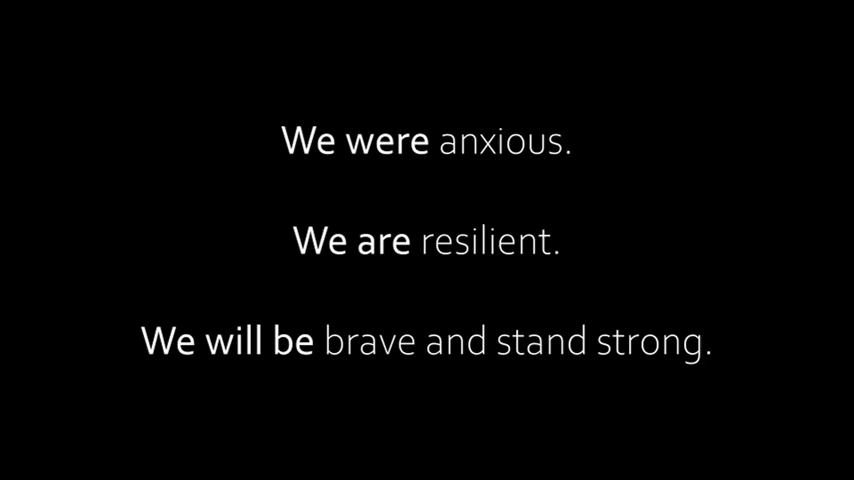 We were anxious.
We are resilient.
We will be brave and stand strong.